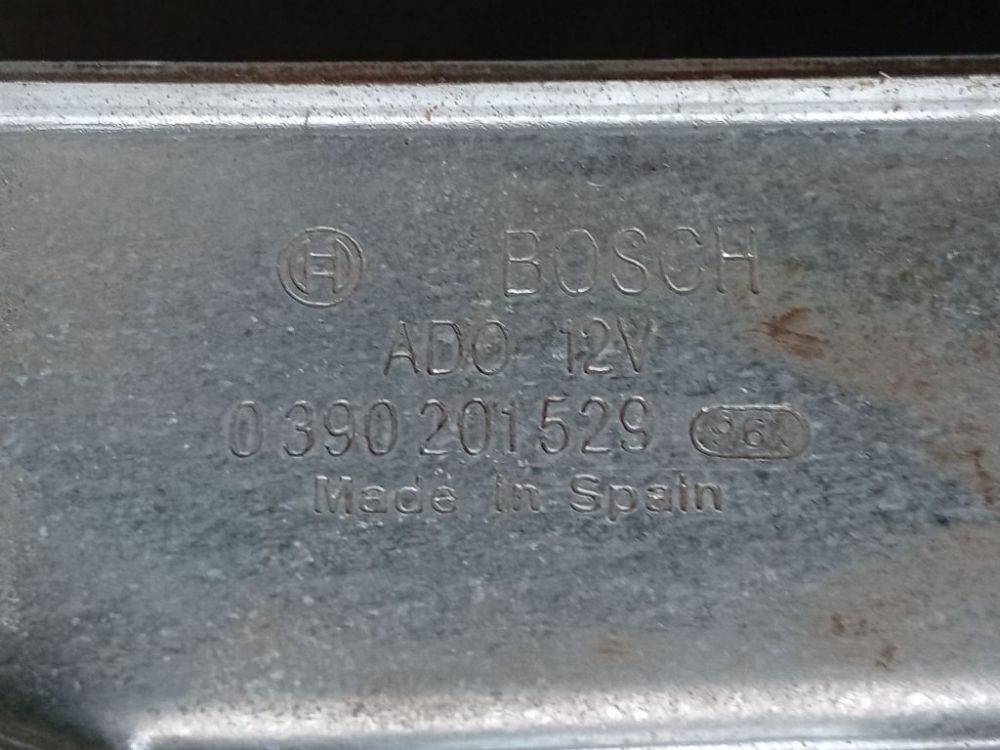 BOSCH
ADO 12V
0 390 201 529
Made in Spain